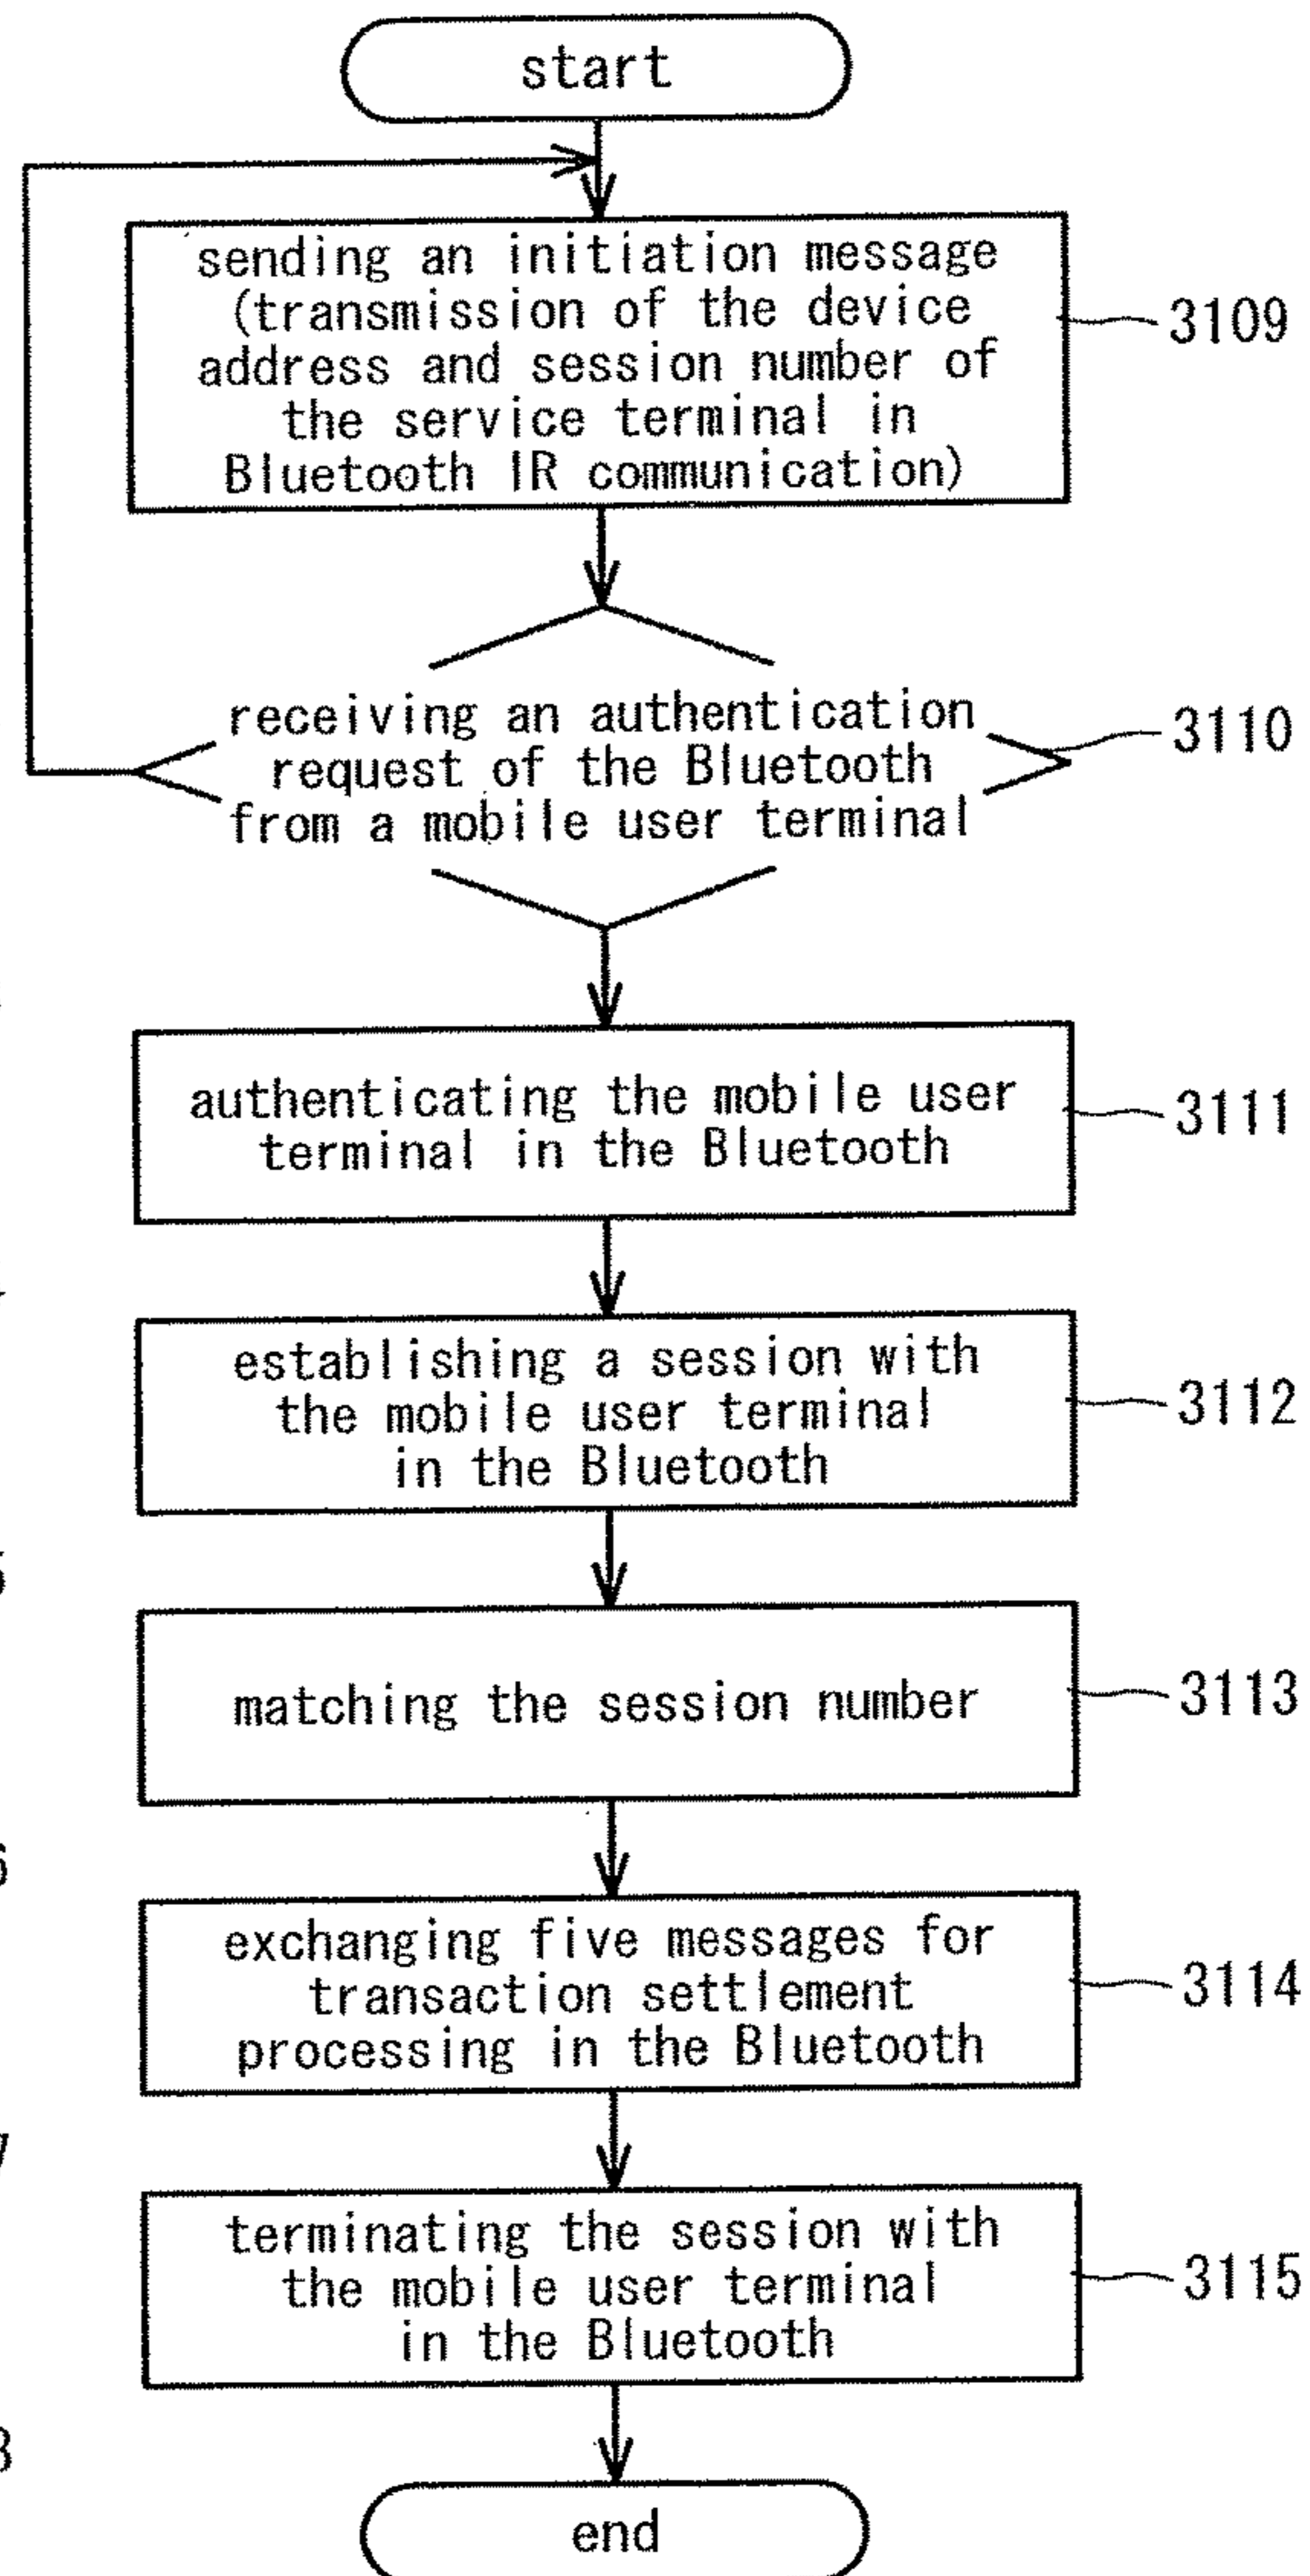 start
sending an initiation message
(transmission of the device
address and session number of
the service terminal in
Bluetooth IR communication)
3109
receiving an authentication
request of the Bluetooth
from a mobile user terminal
3110
authenticating the mobile user
terminal in the Bluetooth
3111
establishing a session with
the mobile user terminal
in the Bluetooth
3112
matching the session number
3113
exchanging five messages for
transaction settlement
processing in the Bluetooth
3114
terminating the session with
the mobile user terminal
in the Bluetooth
3115
end